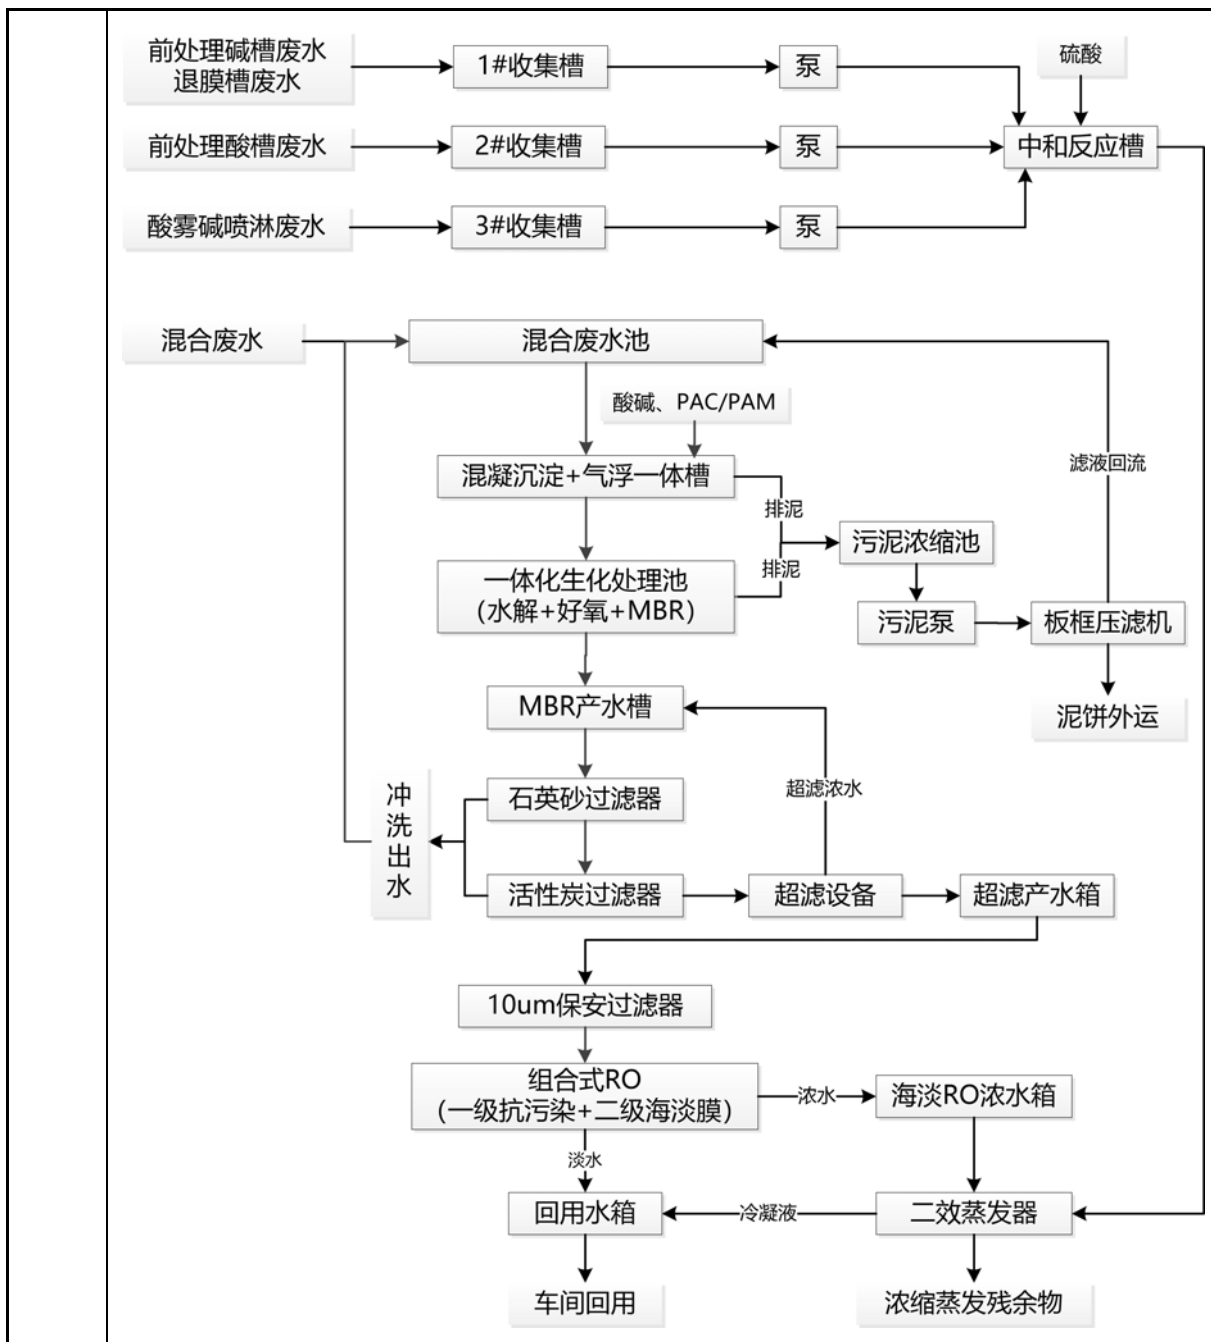 前处理碱槽废水
退膜槽废水
1#收集槽
泵
硫酸
前处理酸槽废水
2#收集槽
泵
中和反应槽
酸雾碱喷淋废水
3#收集槽
泵
混合废水
混合废水池
酸碱、PAC/PAM
滤液回流
混凝沉淀+气浮一体槽
排泥
污泥浓缩池
排泥
一体化生化处理池
（水解+好氧+MBR）
污泥泵
板框压滤机
MBR产水槽
泥饼外运
冲洗出水
石英砂过滤器
超滤浓水
活性炭过滤器
超滤设备
超滤产水箱
10um保安过滤器
组合式RO
（一级抗污染+二级海淡膜）
浓水
海淡RO浓水箱
淡水
回用水箱
冷凝液
二效蒸发器
车间回用
浓缩蒸发残余物